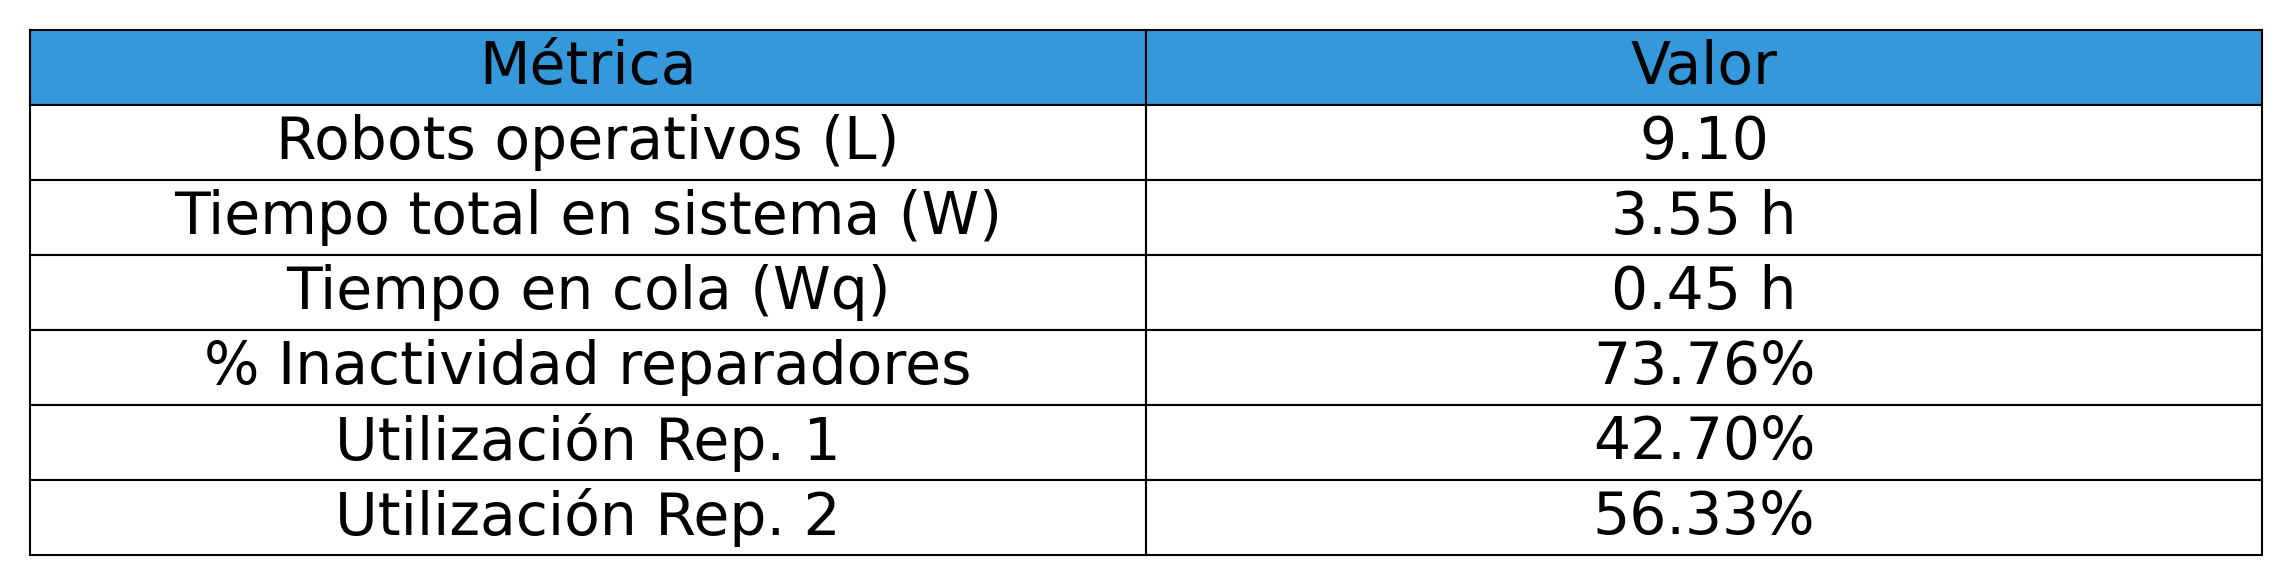 Métrica Valor
Robots operativos (L) 9.10
Tiempo total en sistema (W) 3.55 h
Tiempo en cola (Wq) 0.45 h
% Inactividad reparadores 73.76%
Utilización Rep. 1 42.70%
Utilización Rep. 2 56.33%